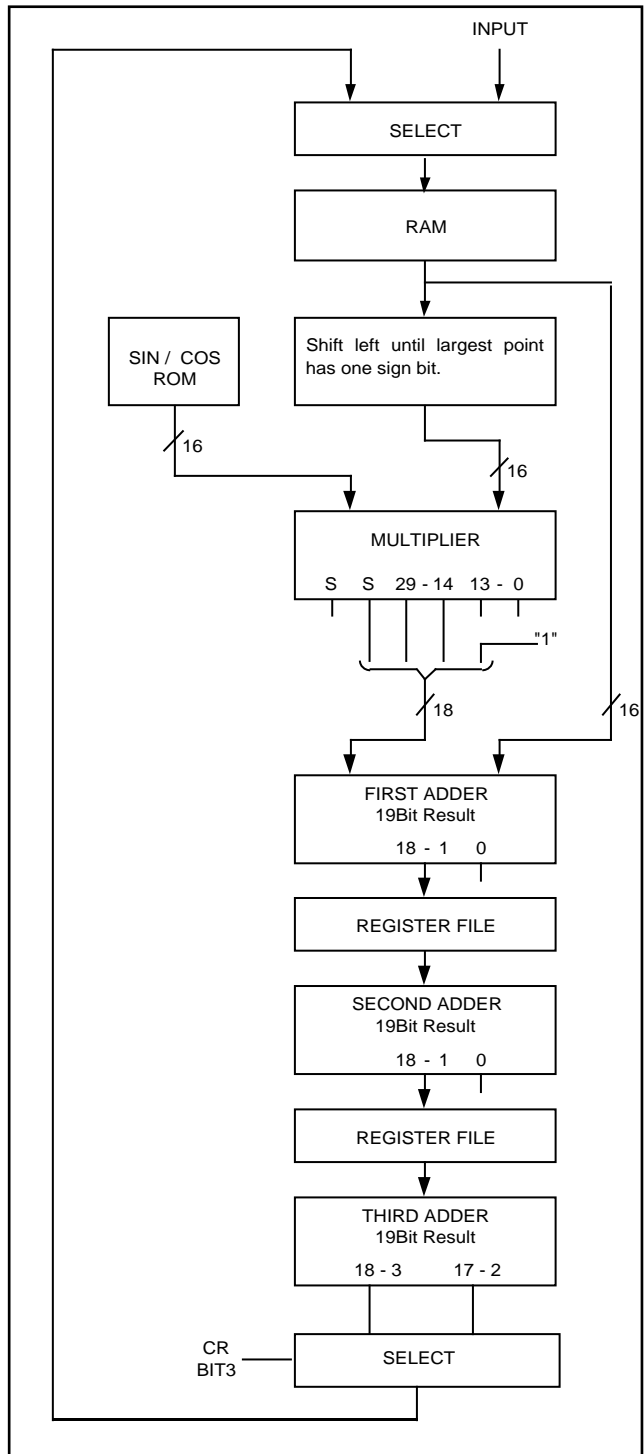 INPUT
SELECT
RAM
Shift left until largest point
has one sign bit.
SIN / COS
ROM
16
16
MULTIPLIER
S S 29 - 14 13 - 0
"1"
18
16
FIRST ADDER
19Bit Result
18 - 1 0
REGISTER FILE
SECOND ADDER
19Bit Result
18 - 1 0
REGISTER FILE
THIRD ADDER
19Bit Result
18 - 3 17 - 2
CR
BIT3
SELECT